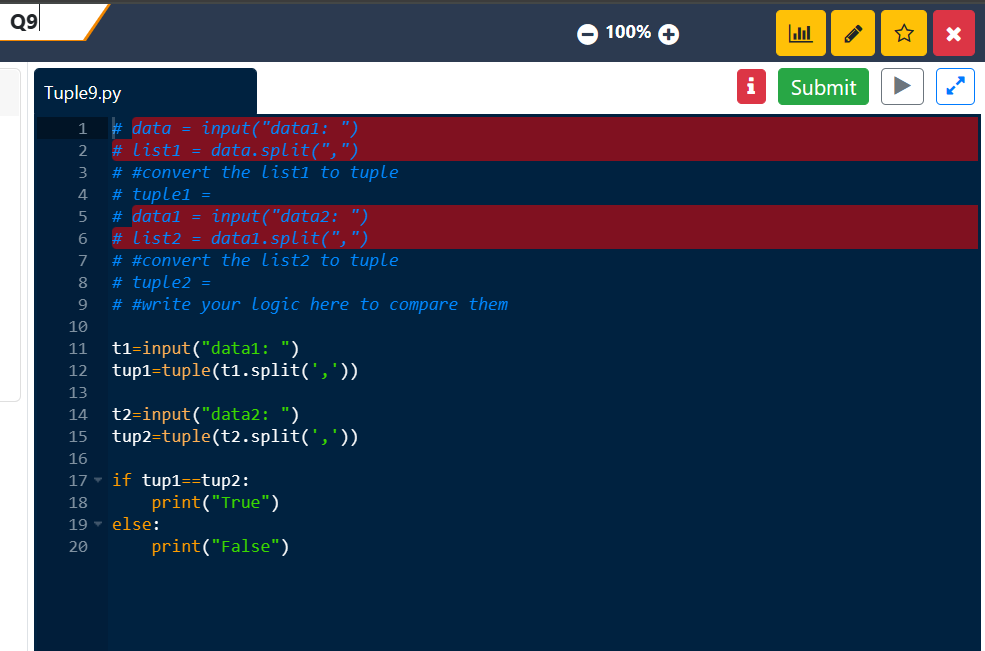 Q9
100%
Submit
Tuple9.py
1 # data = input("data1: ")
2 # list1 = data.split(",")
3 # #convert the list1 to tuple
4 # tuple1 =
5 # data1 = input("data2: ")
6 # list2 = data1.split(",")
7 # #convert the list2 to tuple
8 # tuple2 =
9 # #write your logic here to compare them
10
11 t1=input("data1: ")
12 tup1=tuple(t1.split(','))
13
14 t2=input("data2: ")
15 tup2=tuple(t2.split(','))
16
17 if tup1==tup2:
18     print("True")
19 else:
20     print("False")